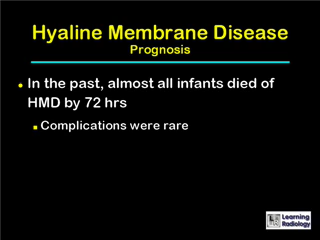 Hyaline Membrane Disease
Prognosis
In the past, almost all infants died of
HMD by 72 hrs
Complications were rare
Learning
Radiology